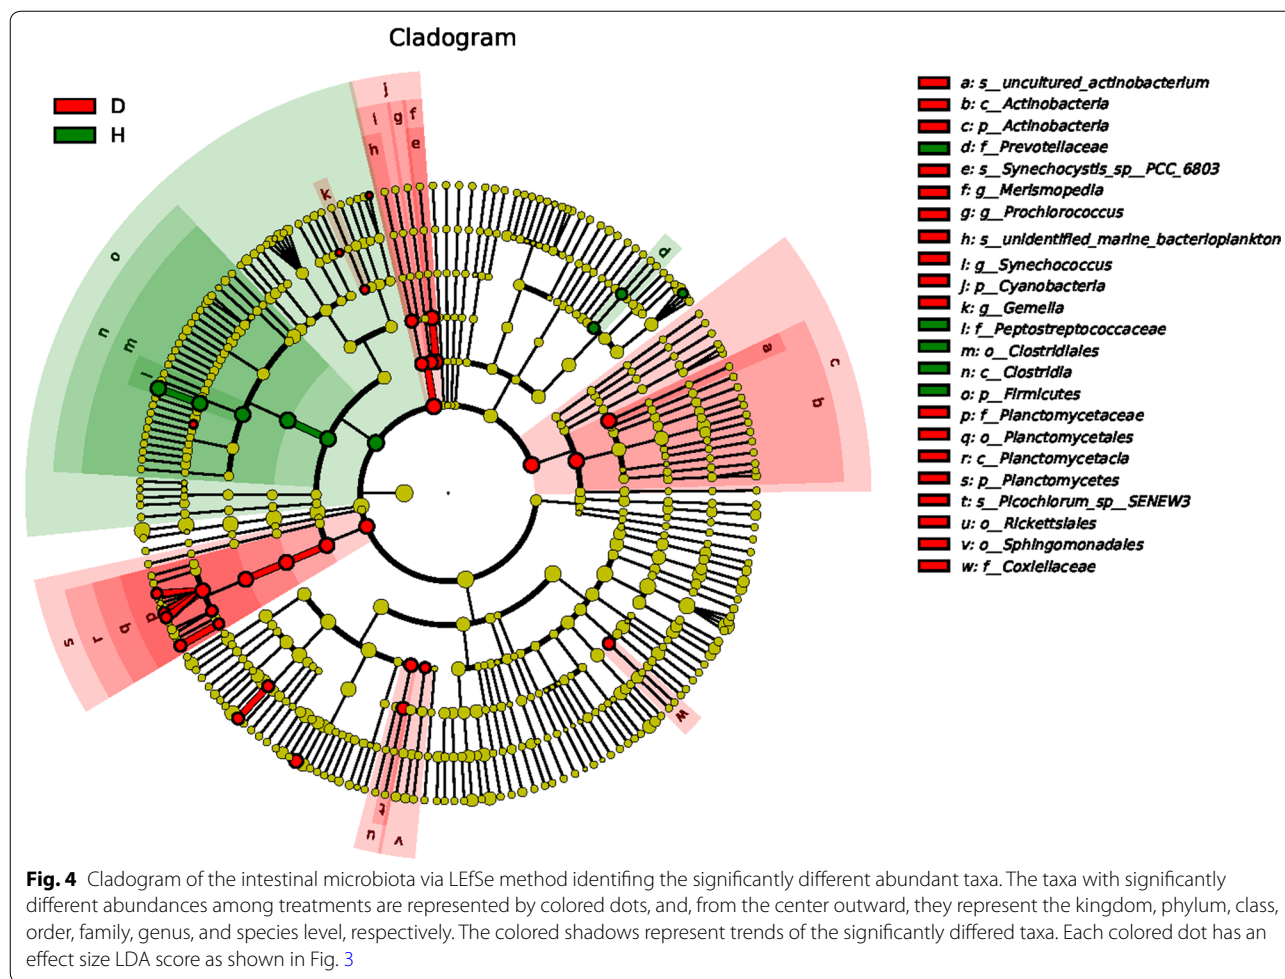 Cladogram
D
H
j
i g f
h e
k
o
n
m
l
d
a
c
b
s r q p
w
t
u v
a: s__uncultured_actinobacterium
b: c__Actinobacteria
c: p__Actinobacteria
d: f__Prevotellaceae
e: s__Synechocystis_sp__PCC_6803
f: g__Merismopedia
g: g__Prochlorococcus
h: s__unidentified_marine_bacterioplankton
i: g__Synechococcus
j: p__Cyanobacteria
k: g__Gemella
l: f__Peptostreptococcaceae
m: o__Clostridiales
n: c__Clostridia
o: p__Firmicutes
p: f__Planctomycetaceae
q: o__Planctomycetales
r: c__Planctomycetacia
s: p__Planctomycetes
t: s__Picochlorum_sp__SENEW3
u: o__Rickettsiales
v: o__Sphingomonadales
w: f__Coxiellaceae
Fig. 4 Cladogram of the intestinal microbiota via LEfSe method identifing the significantly different abundant taxa. The taxa with significantly
different abundances among treatments are represented by colored dots, and, from the center outward, they represent the kingdom, phylum, class,
order, family, genus, and species level, respectively. The colored shadows represent trends of the significantly differed taxa. Each colored dot has an
effect size LDA score as shown in Fig. 3